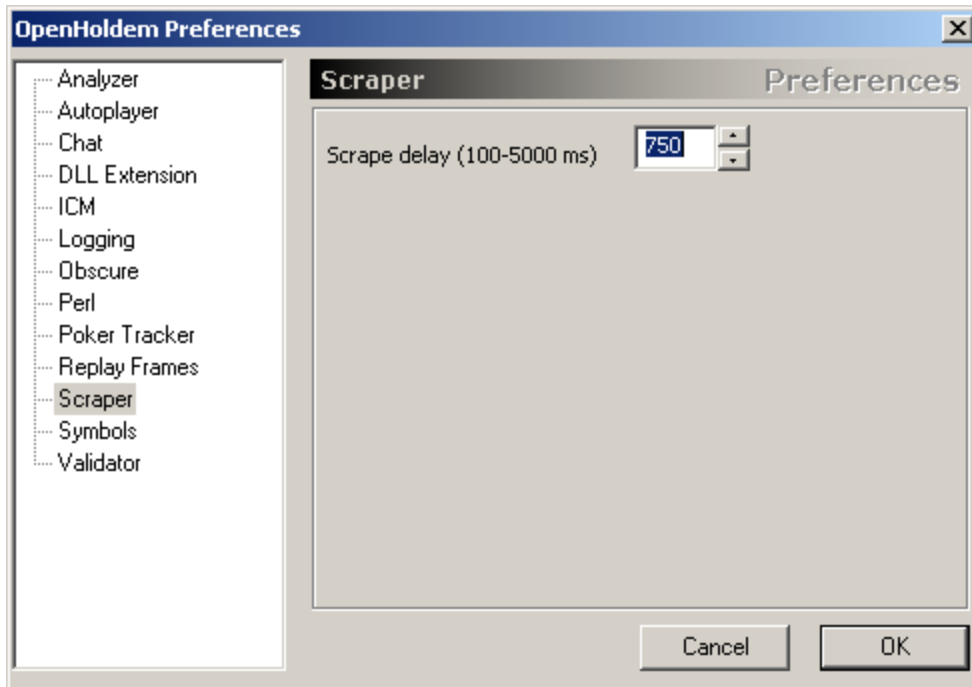 OpenHoldem Preferences
Analyzer
Autoplayer
Chat
DLL Extension
ICM
Logging
Obscure
Perl
Poker Tracker
Replay Frames
Scraper
Symbols
Validator
Scraper Preferences
Scrape delay (100-5000 ms) 750
Cancel OK